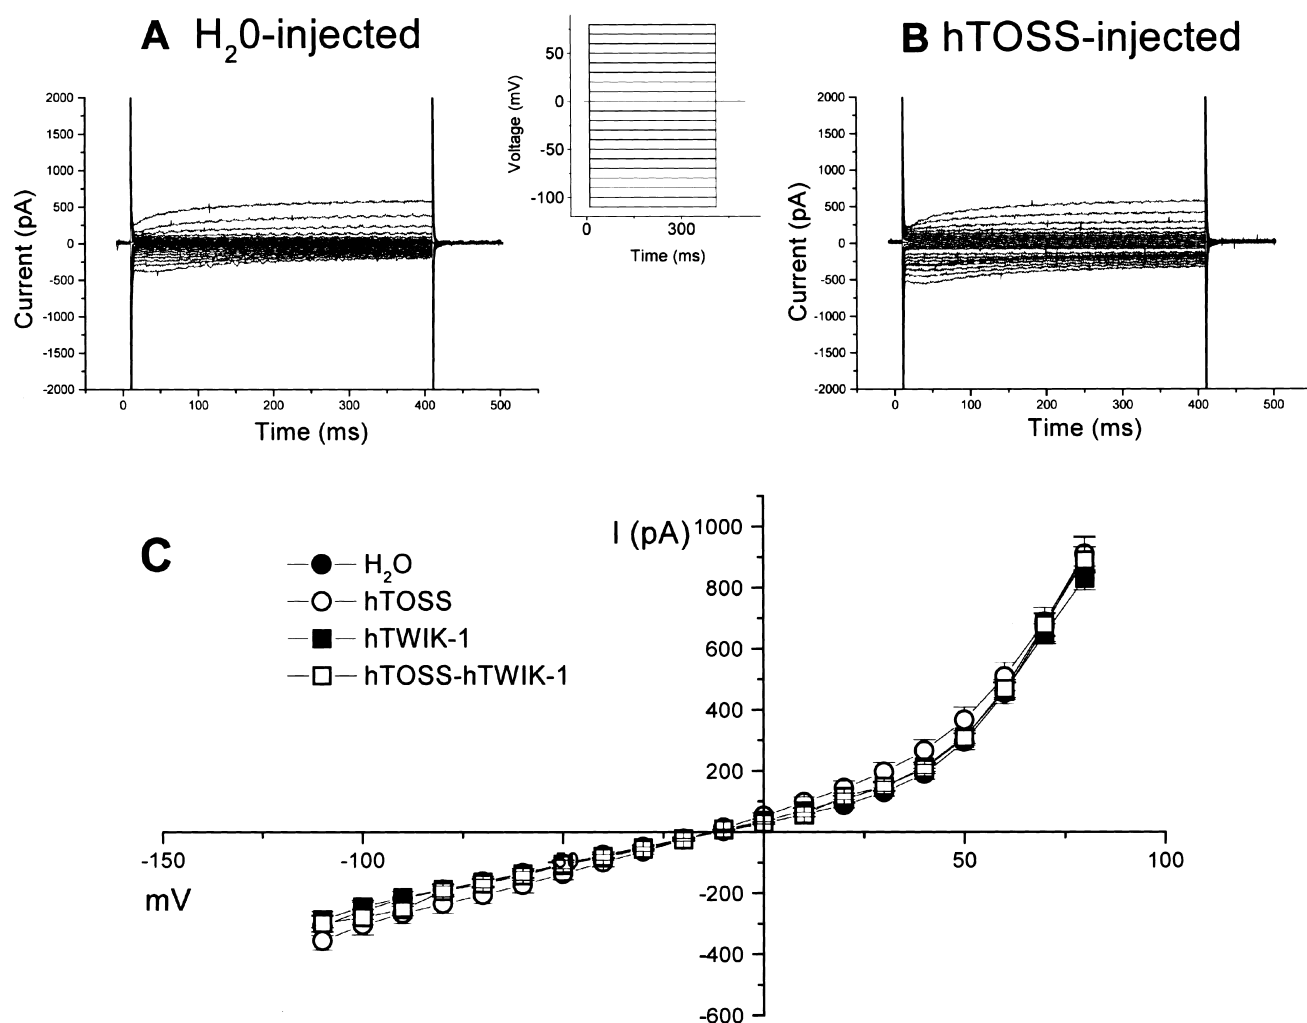 A H₂0-injected
2000
1500
1000
500
0
-500
-1000
-1500
-2000
Current (pA)
0 100 200 300 400 500
Time (ms)
50
0
-50
-100
Voltage (mV)
0 300
Time (ms)
B hTOSS-injected
2000
1500
1000
500
0
-500
-1000
-1500
-2000
Current (pA)
0 100 200 300 400 500
Time (ms)
C
H₂O
hTOSS
hTWIK-1
hTOSS-hTWIK-1
I (pA)
1000
800
600
400
200
-200
-400
-600
-150 -100 -50 50 100
mV